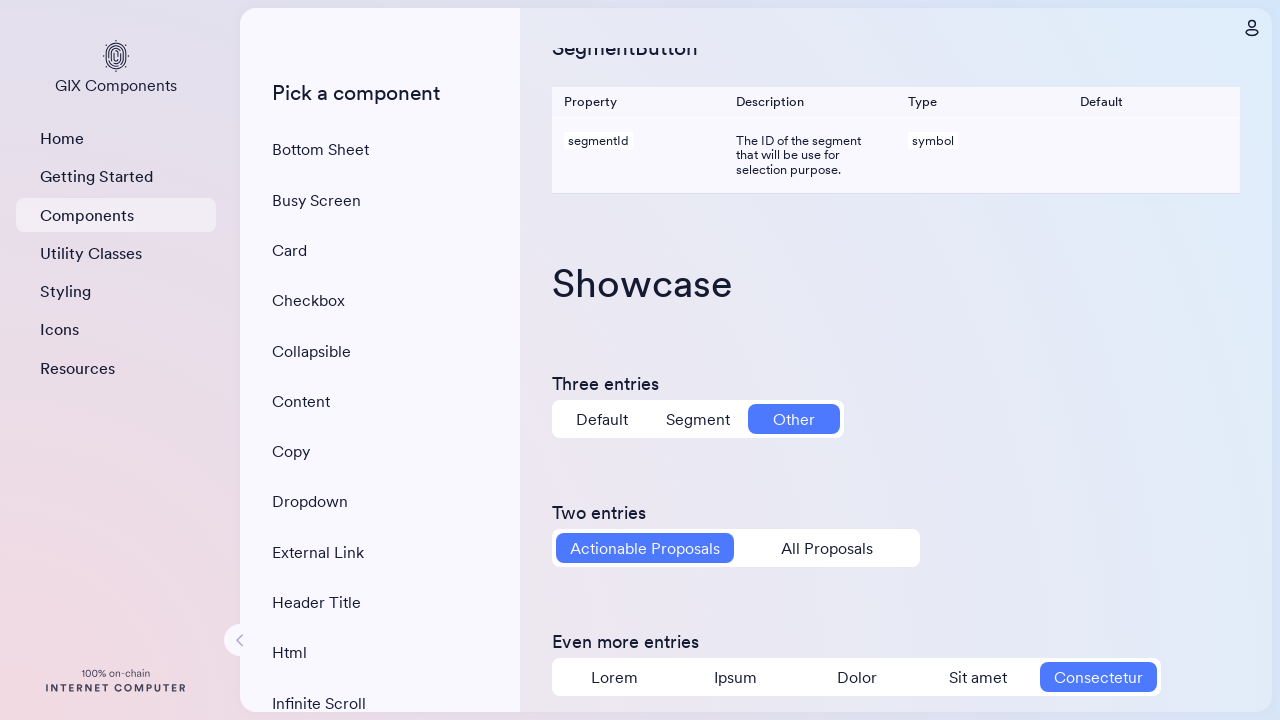 GIX Components
Home
Getting Started
Components
Utility Classes
Styling
Icons
Resources
100% on-chain
INTERNET COMPUTER
Pick a component
Bottom Sheet
Busy Screen
Card
Checkbox
Collapsible
Content
Copy
Dropdown
External Link
Header Title
Html
Infinite Scroll
SegmentButton
Property Description Type Default
segmentId The ID of the segment symbol
that will be use for
selection purpose.
Showcase
Three entries
Default Segment Other
Two entries
Actionable Proposals All Proposals
Even more entries
Lorem Ipsum Dolor Sit amet Consectetur